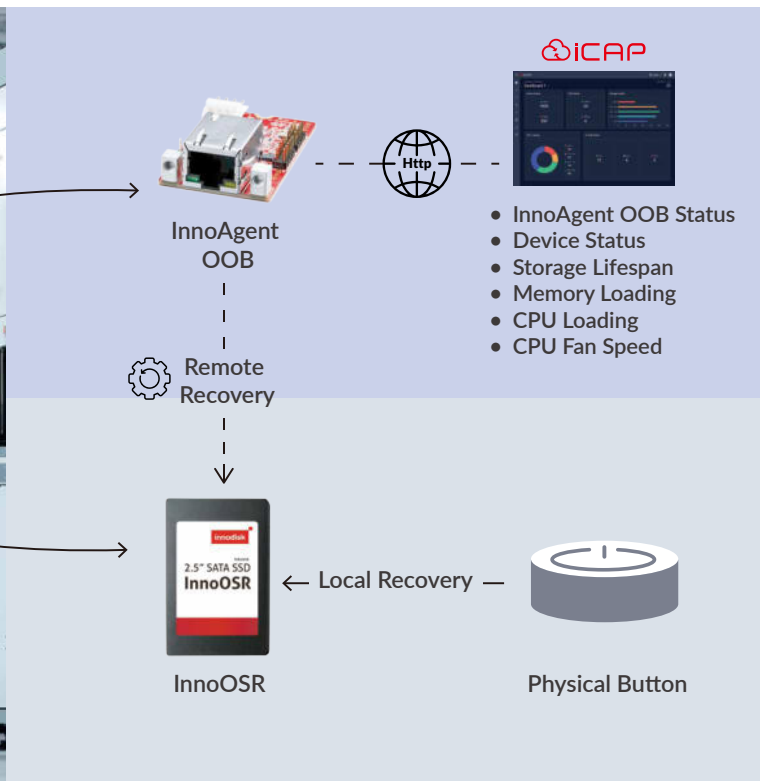 iCAP
Http
InnoAgent
OOB
• InnoAgent OOB Status
• Device Status
• Storage Lifespan
• Memory Loading
• CPU Loading
• CPU Fan Speed
Remote
Recovery
innodisk
2.5" SATA SSD
InnoOSR
Local Recovery
InnoOSR
Physical Button